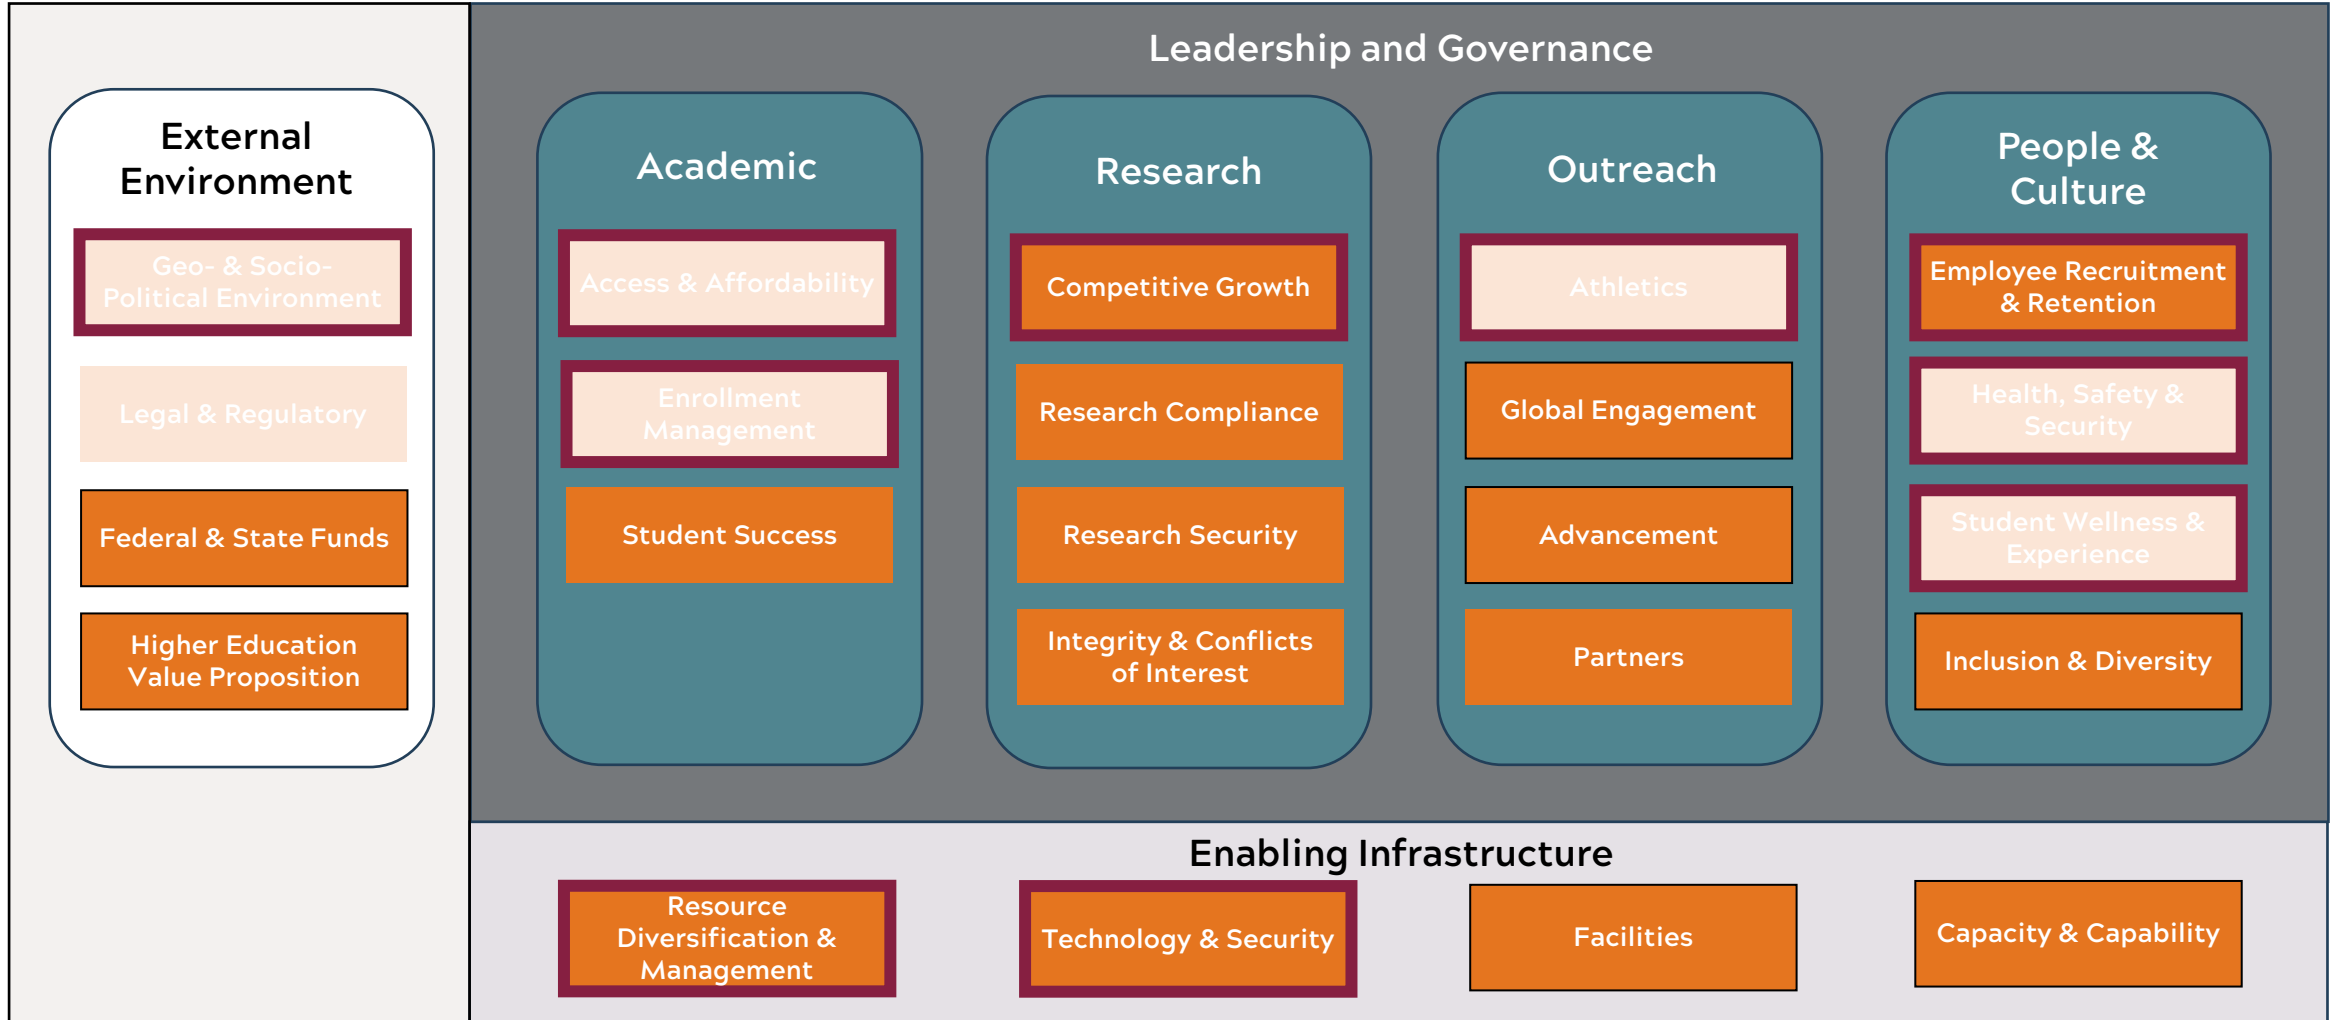 Leadership and Governance
External
Environment
Geo- & Socio-
Political Environment
Legal & Regulatory
Federal & State Funds
Higher Education
Value Proposition
Academic
Access & Affordability
Enrollment
Management
Student Success
Research
Competitive Growth
Research Compliance
Research Security
Integrity & Conflicts
of Interest
Outreach
Athletics
Global Engagement
Advancement
Partners
People &
Culture
Employee Recruitment
& Retention
Health, Safety &
Security
Student Wellness &
Experience
Inclusion & Diversity
Enabling Infrastructure
Resource
Diversification &
Management
Technology & Security
Facilities
Capacity & Capability